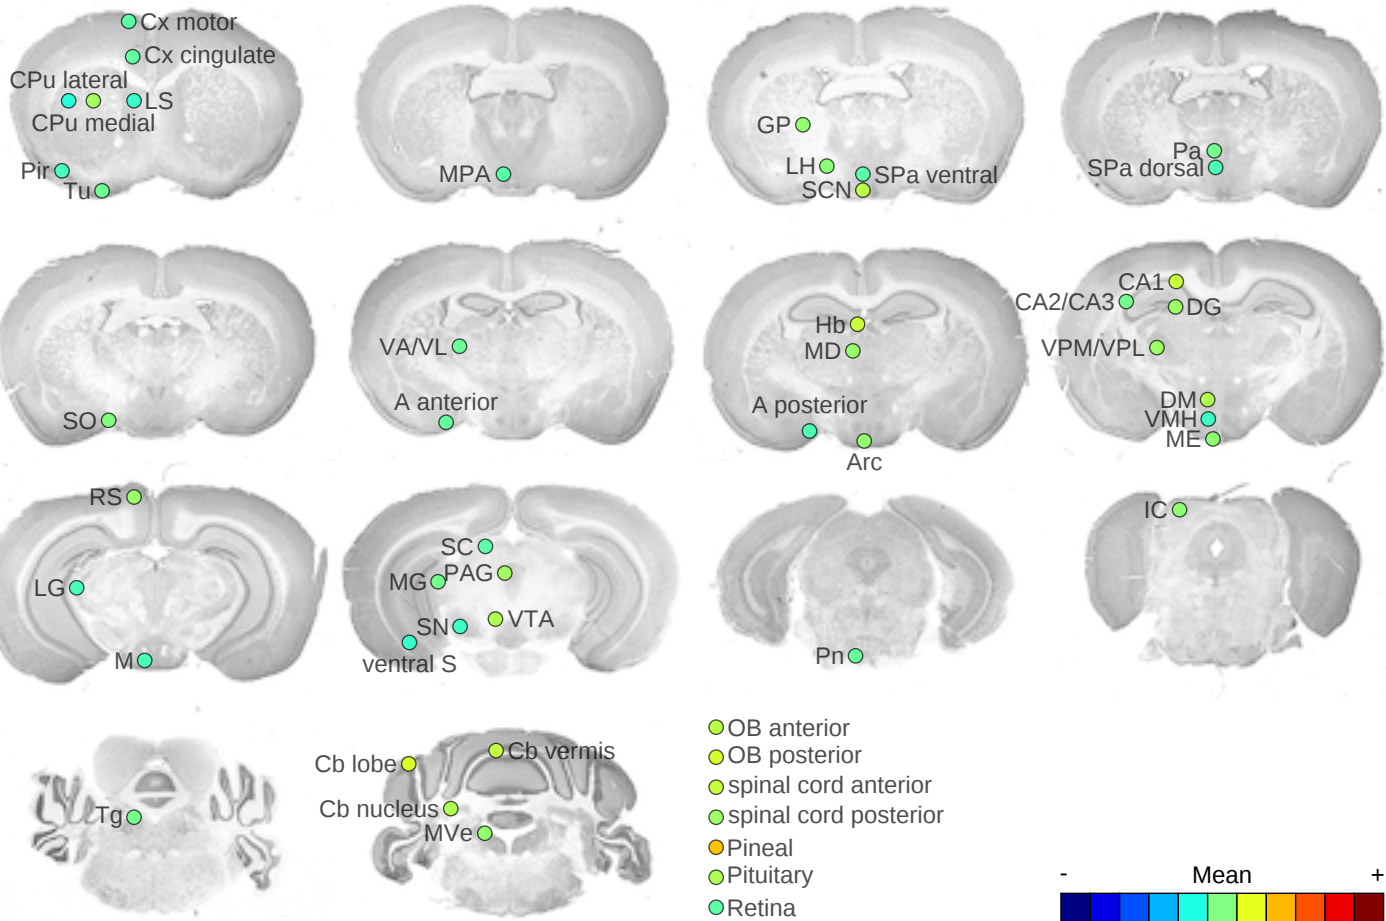 Cx motor
Cx cingulate
CPu lateral
LS
CPu medial
Pir
Tu
MPA
GP
LH
SPa ventral
SCN
Pa
SPa dorsal
SO
VA/VL
A anterior
Hb
MD
A posterior
Arc
CA1
CA2/CA3
DG
VPM/VPL
DM
VMH
ME
RS
LG
M
SC
MG
PAG
SN
VTA
ventral S
Pn
IC
Tg
Cb lobe
Cb vermis
Cb nucleus
MVe
OB anterior
OB posterior
spinal cord anterior
spinal cord posterior
Pineal
Pituitary
Retina
- Mean +